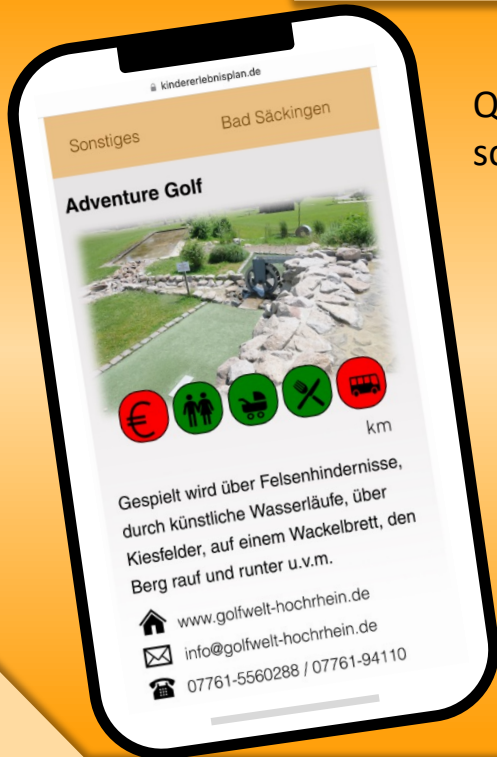 kindererlebnisplan.de
Sonstiges Bad Säckingen
Adventure Golf
€
km
Gespielt wird über Felsenhindernisse,
durch künstliche Wasserläufe, über
Kiesfelder, auf einem Wackelbrett, den
Berg rauf und runter u.v.m.
www.golfwelt-hochrhein.de
info@golfwelt-hochrhein.de
07761-5560288 / 07761-94110